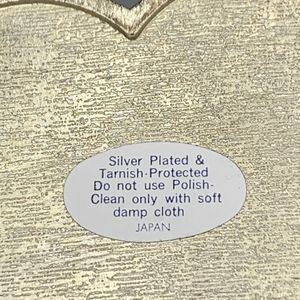 Silver Plated &
Tarnish-Protected
Do not use Polish-
Clean only with soft
damp cloth
JAPAN